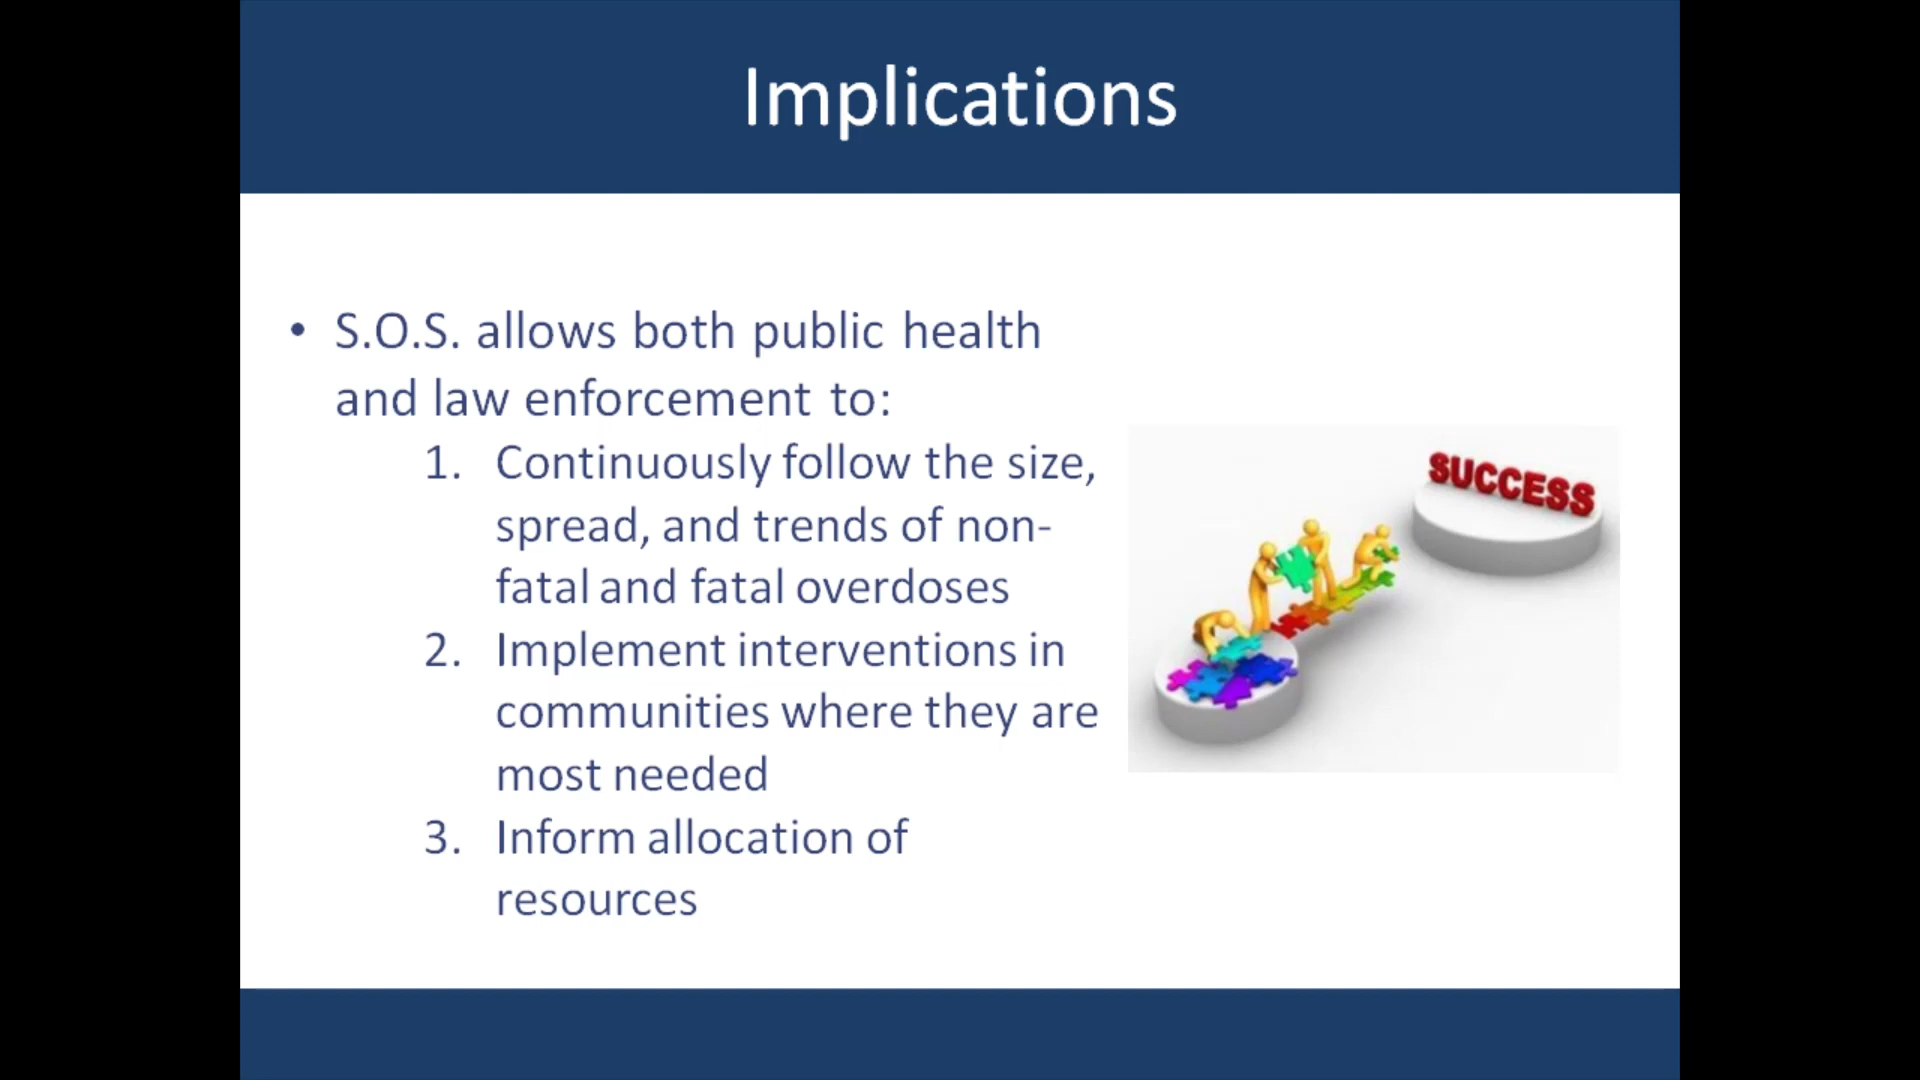 Implications
• S.O.S. allows both public health
and law enforcement to:
1. Continuously follow the size,
spread, and trends of non-
fatal and fatal overdoses
2. Implement interventions in
communities where they are
most needed
3. Inform allocation of
resources
SUCCESS